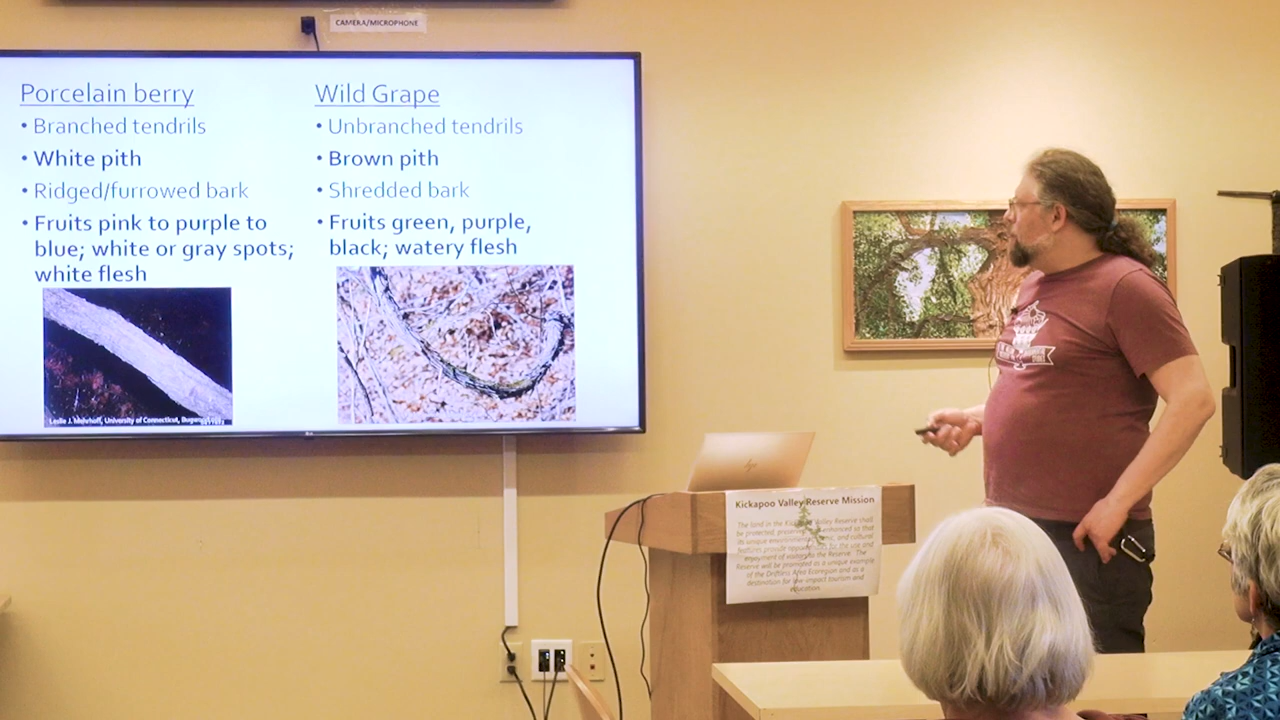 CAMERA/MICROPHONE
Porcelain berry
• Branched tendrils
• White pith
• Ridged/furrowed bark
• Fruits pink to purple to
blue; white or gray spots;
white flesh
Leslie J. Mehrhoff, University of Connecticut,
Wild Grape
• Unbranched tendrils
• Brown pith
• Shredded bark
• Fruits green, purple,
black; watery flesh
Kickapoo Valley Reserve Mission
The land in the Kickapoo Valley Reserve shall
be protected, preserved and enhanced so that
its unique environmental, scenic, and cultural
features provide opportunities for the use and
enjoyment of visitors to the Reserve. The
Reserve will be promoted as a unique example
of the Driftless Area Ecoregion and as a
destination for low-impact tourism and
education